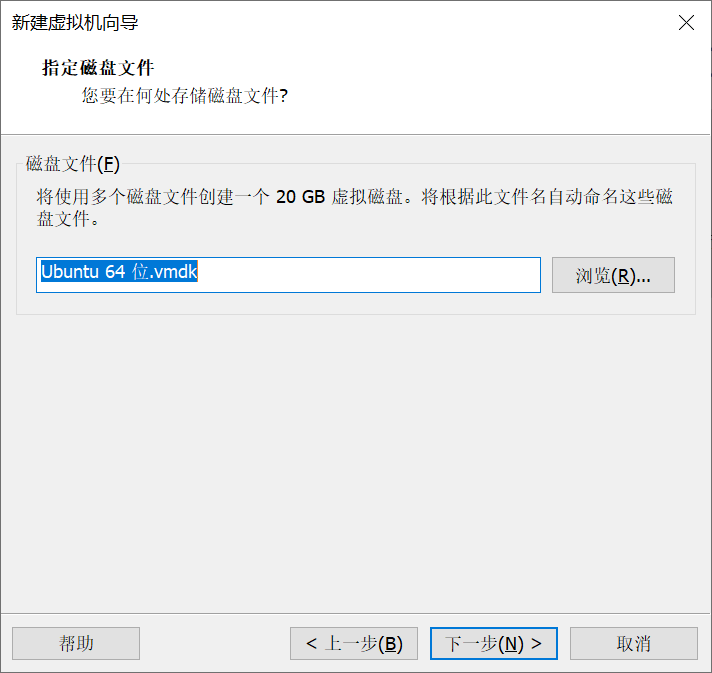 新建虚拟机向导
指定磁盘文件
您要在何处存储磁盘文件?
磁盘文件(F)
将使用多个磁盘文件创建一个 20 GB 虚拟磁盘。将根据此文件名自动命名这些磁
盘文件。
Ubuntu 64 位.vmdk
浏览(R)...
帮助
< 上一步(B)
下一步(N) >
取消